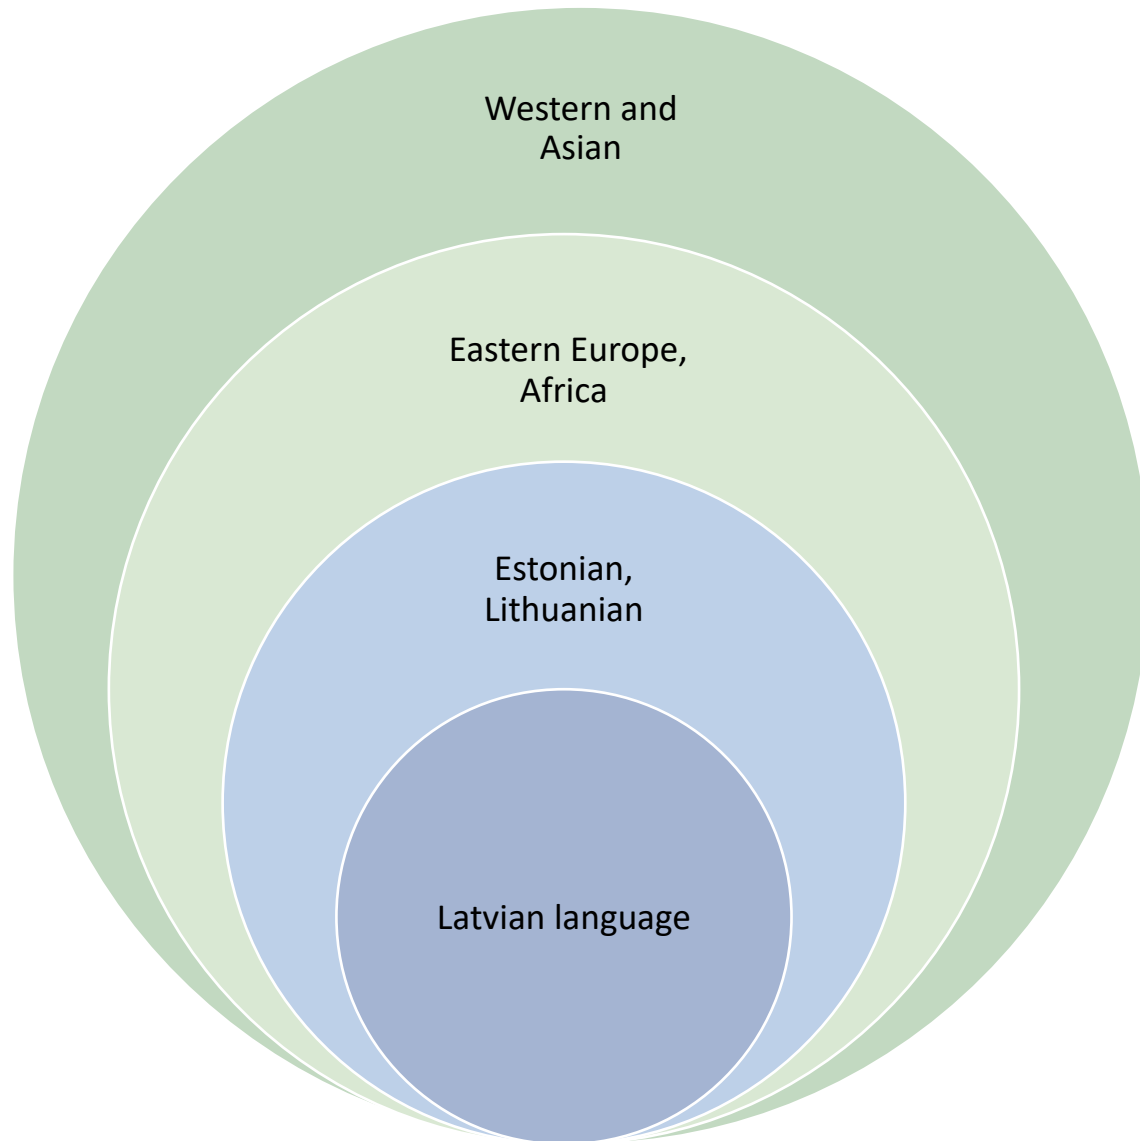 Western and
Asian
Eastern Europe,
Africa
Estonian,
Lithuanian
Latvian language